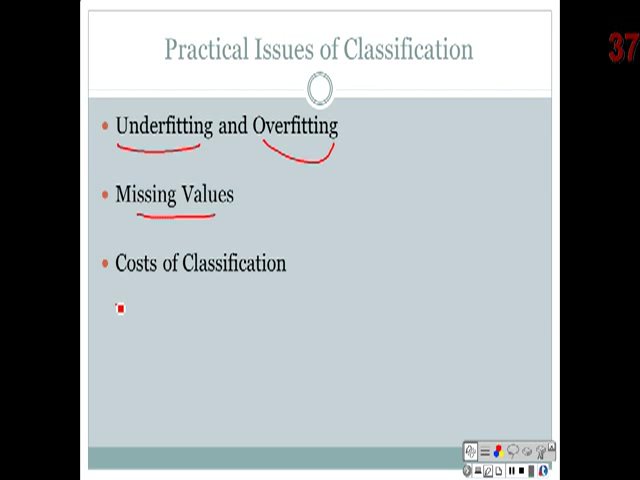 Practical Issues of Classification
37
Underfitting and Overfitting
Missing Values
Costs of Classification